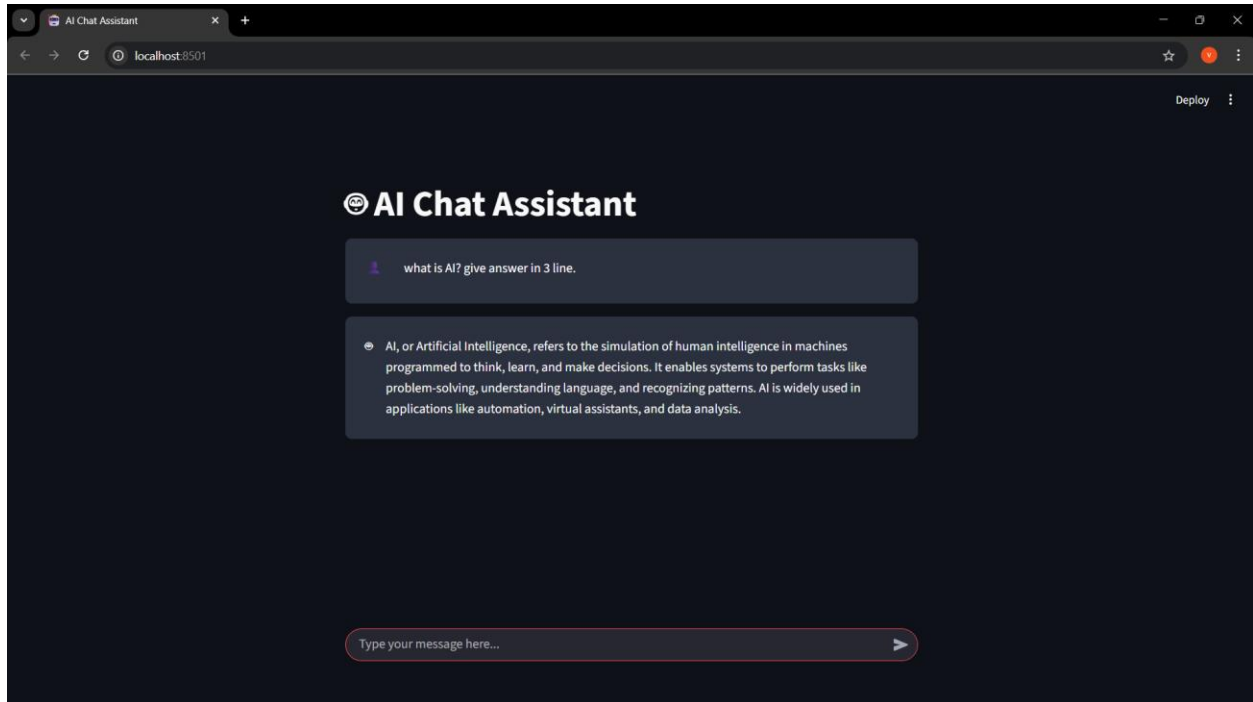 AI Chat Assistant
localhost:8501
Deploy
AI Chat Assistant
what is AI? give answer in 3 line.
AI, or Artificial Intelligence, refers to the simulation of human intelligence in machines
programmed to think, learn, and make decisions. It enables systems to perform tasks like
problem-solving, understanding language, and recognizing patterns. AI is widely used in
applications like automation, virtual assistants, and data analysis.
Type your message here...